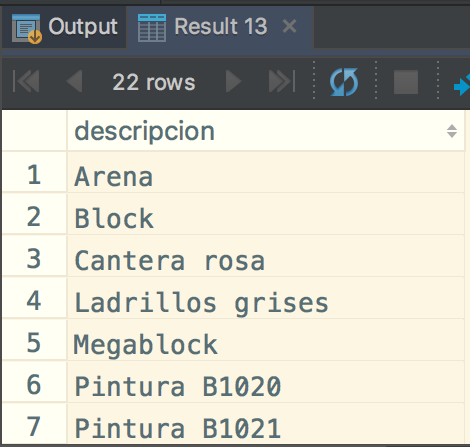 Output Result 13
22 rows
descripcion
1 Arena
2 Block
3 Cantera rosa
4 Ladrillos grises
5 Megablock
6 Pintura B1020
7 Pintura B1021